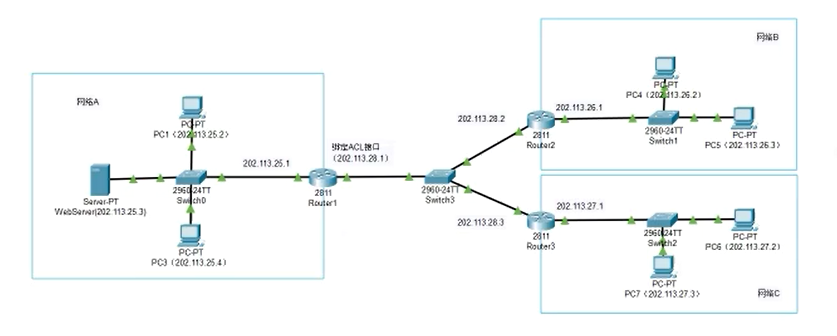 网络A
PC-PT
PC1（202.113.25.2）
Server-PT
WebServer(202.113.25.3)
2960-24TT
Switch0
PC-PT
PC3（202.113.25.4）
202.113.25.1
2811
Router1
绑定ACL接口
（202.113.28.1）
2960-24TT
Switch3
202.113.28.2
202.113.28.3
网络B
2811
Router2
202.113.26.1
PC-PT
PC4（202.113.26.2）
2960-24TT
Switch1
PC-PT
PC5（202.113.26.3）
2811
Router3
202.113.27.1
2960-24TT
Switch2
PC-PT
PC6（202.113.27.2）
PC-PT
PC7（202.113.27.3）
网络C